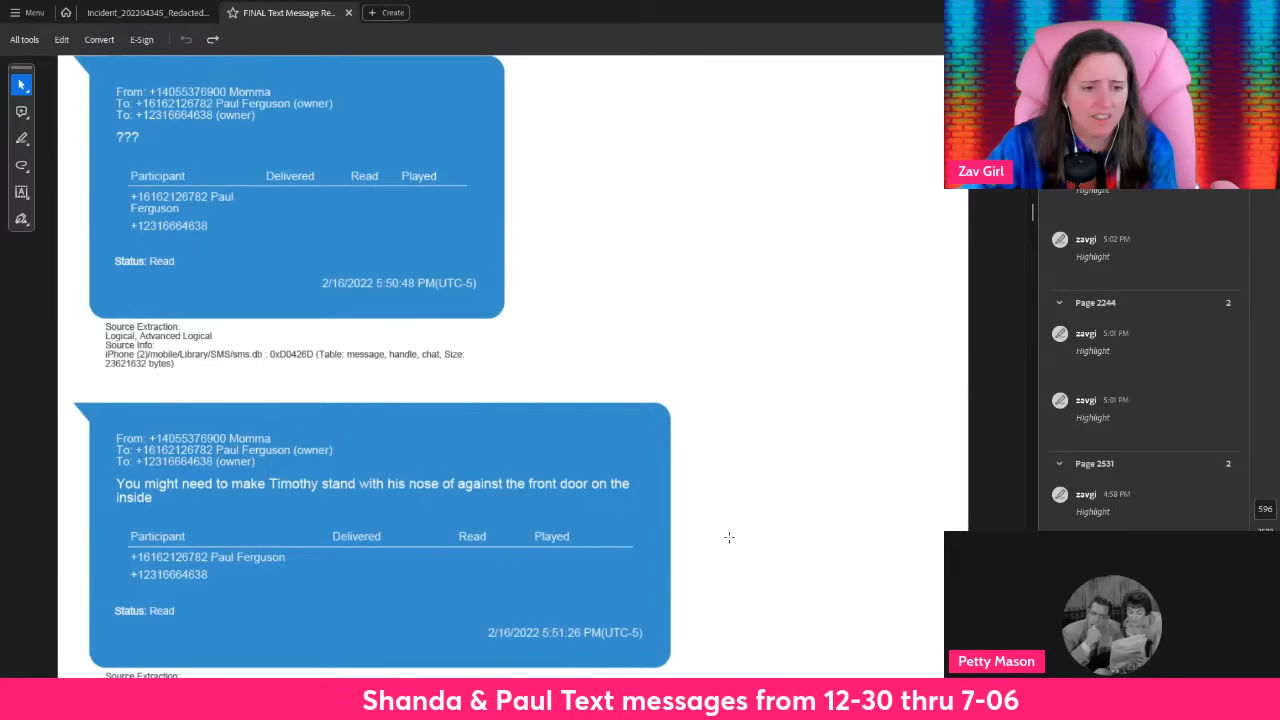 Menu
Incident_202204345_Redacted...
FINAL Text Message Re...
Create
All tools
Edit
Convert
E-Sign
From: +14055376900 Momma
To: +16162126782 Paul Ferguson (owner)
To: +12316664638 (owner)
???
Participant Delivered Read Played
+16162126782 Paul
Ferguson
+12316664638
Status: Read
2/16/2022 5:50:48 PM(UTC-5)
Source Extraction:
Logical, Advanced Logical
Source Info:
iPhone (2)/mobile/Library/SMS/sms.db : 0xD0426D (Table: message, handle, chat, Size:
23621632 bytes)
From: +14055376900 Momma
To: +16162126782 Paul Ferguson (owner)
To: +12316664638 (owner)
You might need to make Timothy stand with his nose of against the front door on the
inside
Participant Delivered Read Played
+16162126782 Paul Ferguson
+12316664638
Status: Read
2/16/2022 5:51:26 PM(UTC-5)
Source Extraction:
Zav Girl
Highlight
zavgi 5:02 PM
Highlight
Page 2244 2
zavgi 5:01 PM
Highlight
zavgi 5:01 PM
Highlight
Page 2531 2
zavgi 4:58 PM
Highlight
596
Petty Mason
Shanda & Paul Text messages from 12-30 thru 7-06